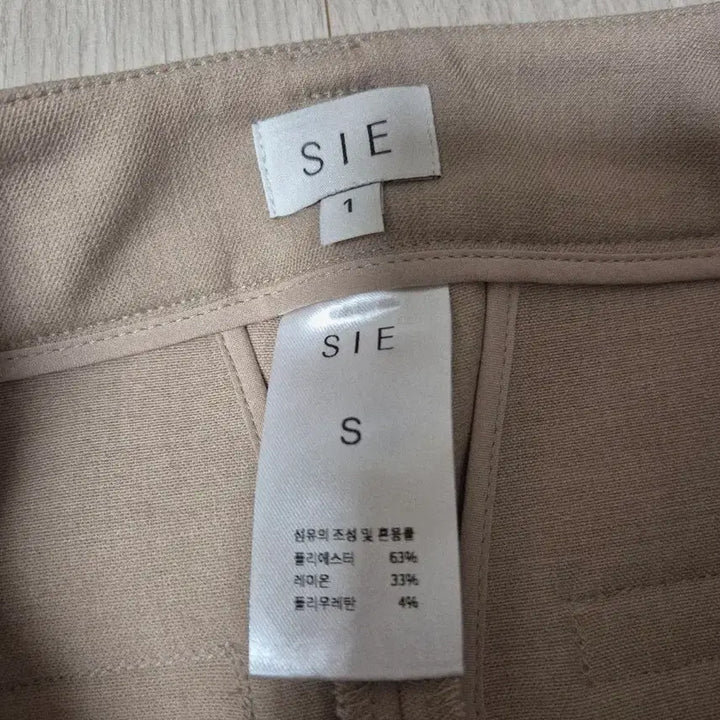 SIE
1
SIE
S
섬유의 조성 및 혼용률
폴리에스터 63%
레이온 33%
폴리우레탄 4%